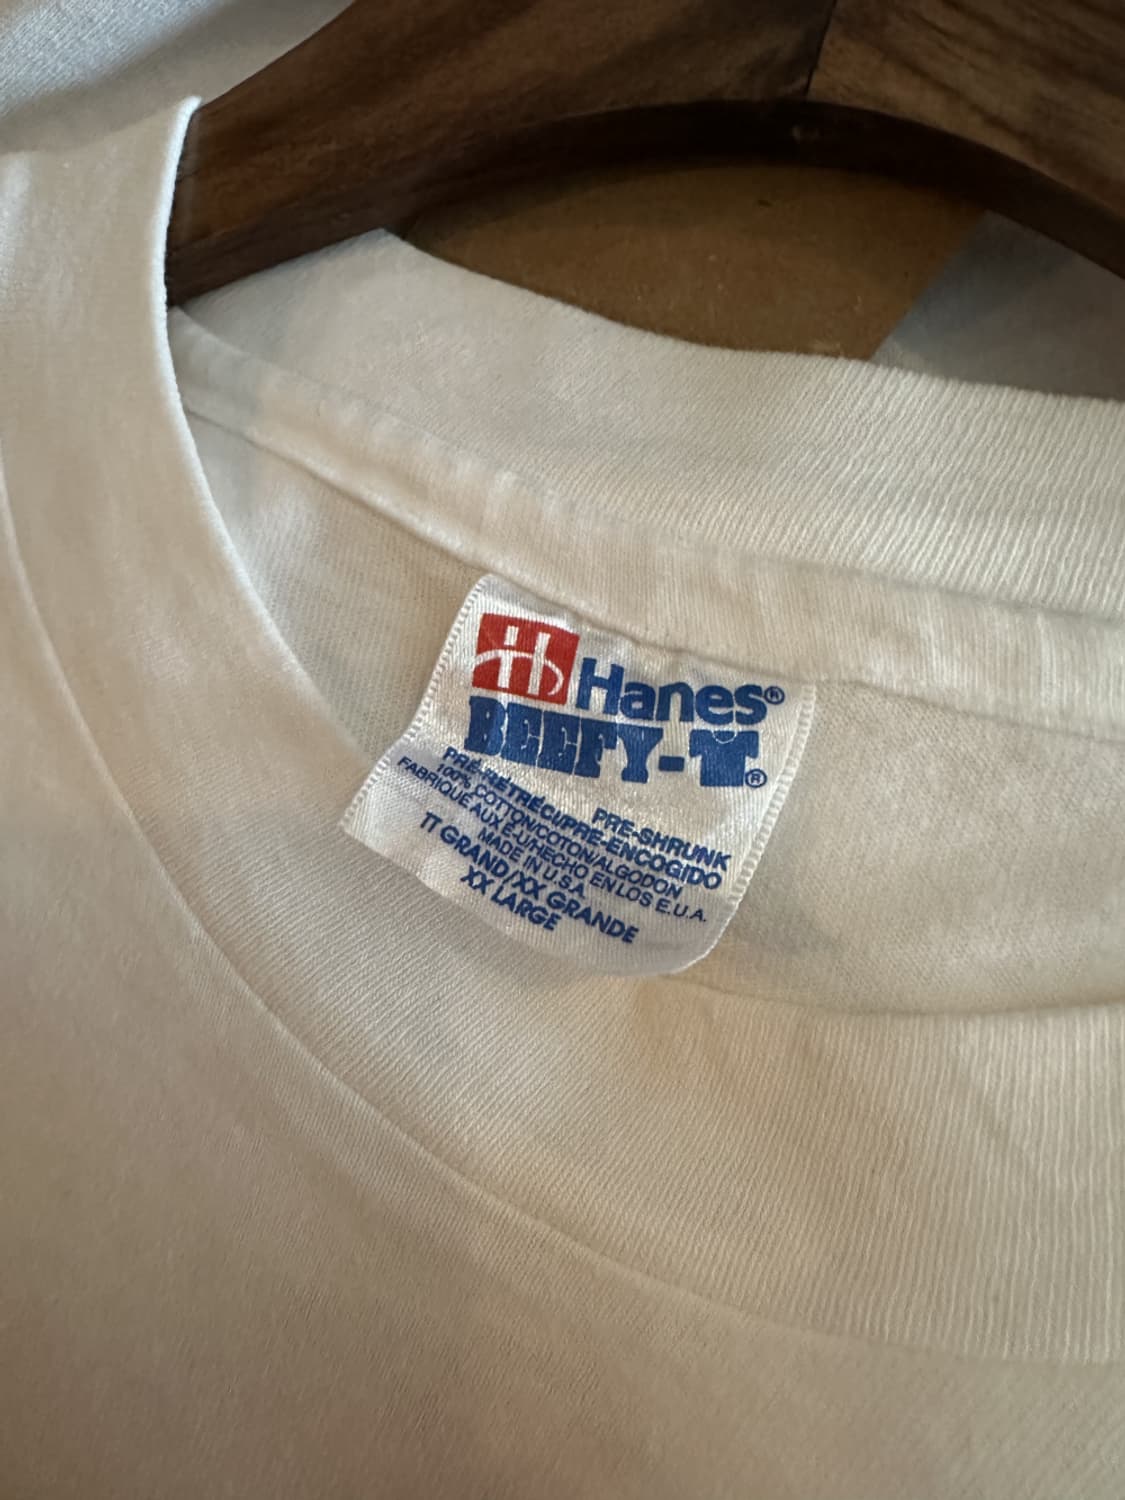 Hanes®
BEEFY-T®
PRE-SHRUNK
PRÉ-RÉTRÉCI/PRE-ENCOGIDO
100% COTTON/COTON/ALGODON
FABRIQUÉ AUX É-U/HECHO EN LOS E.U.A.
MADE IN U.S.A.
TT GRAND/XX GRANDE
XX LARGE